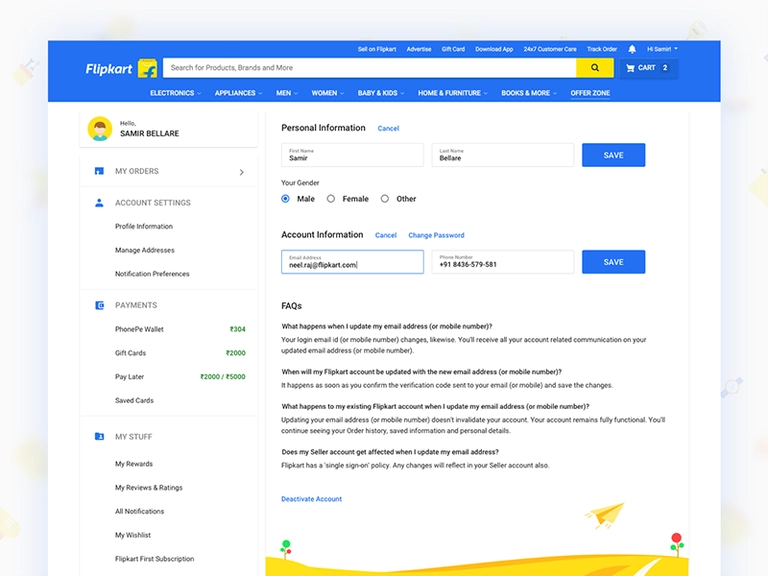 Sell on Flipkart Advertise Gift Card Download App 24x7 Customer Care Track Order Hi Samir!
Flipkart Search for Products, Brands and More CART 2
ELECTRONICS APPLIANCES MEN WOMEN BABY & KIDS HOME & FURNITURE BOOKS & MORE OFFER ZONE
Hello,
SAMIR BELLARE
MY ORDERS
ACCOUNT SETTINGS
Profile Information
Manage Addresses
Notification Preferences
PAYMENTS
PhonePe Wallet ₹304
Gift Cards ₹2000
Pay Later ₹2000 / ₹5000
Saved Cards
MY STUFF
My Rewards
My Reviews & Ratings
All Notifications
My Wishlist
Flipkart First Subscription
Personal Information Cancel
First Name
Samir
Last Name
Bellare
SAVE
Your Gender
Male Female Other
Account Information Cancel Change Password
Email Address
neel.raj@flipkart.com
Phone Number
+91 8436-579-581
SAVE
FAQs
What happens when I update my email address (or mobile number)?
Your login email id (or mobile number) changes, likewise. You'll receive all your account related communication on your
updated email address (or mobile number).
When will my Flipkart account be updated with the new email address (or mobile number)?
It happens as soon as you confirm the verification code sent to your email (or mobile) and save the changes.
What happens to my existing Flipkart account when I update my email address (or mobile number)?
Updating your email address (or mobile number) doesn't invalidate your account. Your account remains fully functional. You'll
continue seeing your Order history, saved information and personal details.
Does my Seller account get affected when I update my email address?
Flipkart has a 'single sign-on' policy. Any changes will reflect in your Seller account also.
Deactivate Account